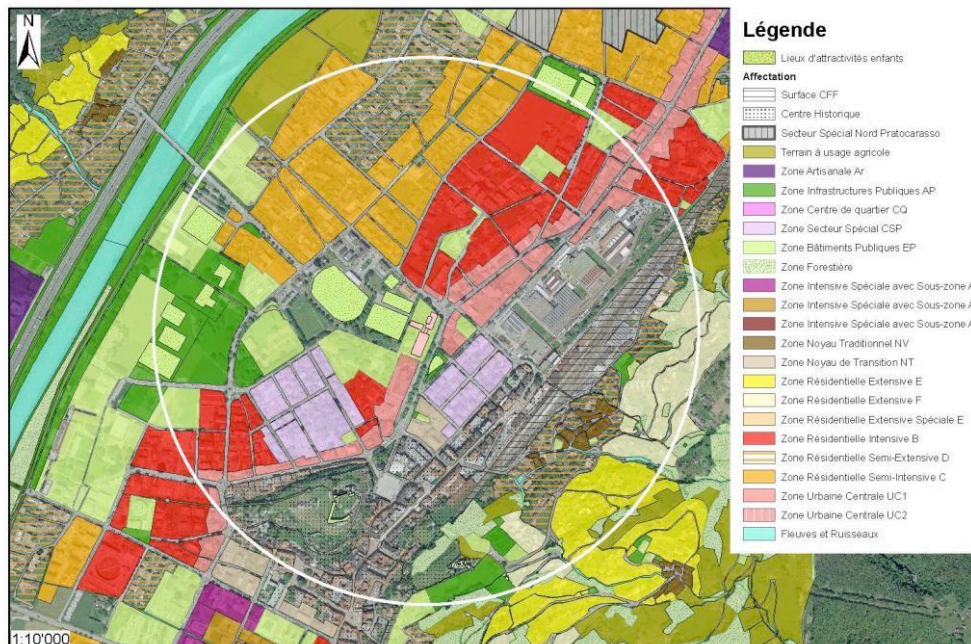 N
Légende
Lieux d'attractivités enfants
Affectation
Surface CFF
Centre Historique
Secteur Spécial Nord Pratocarasso
Terrain à usage agricole
Zone Artisanale Ar
Zone Infrastructures Publiques AP
Zone Centre de quartier CQ
Zone Secteur Spécial CSP
Zone Bâtiments Publiques EP
Zone Forestière
Zone Intensive Spéciale avec Sous-zone A
Zone Intensive Spéciale avec Sous-zone A
Zone Intensive Spéciale avec Sous-zone A
Zone Noyau Traditionnel NV
Zone Noyau de Transition NT
Zone Résidentielle Extensive E
Zone Résidentielle Extensive F
Zone Résidentielle Extensive Spéciale E
Zone Résidentielle Intensive B
Zone Résidentielle Semi-Extensive D
Zone Résidentielle Semi-Intensive C
Zone Urbaine Centrale UC1
Zone Urbaine Centrale UC2
Fleuves et Ruisseaux
1:10'000